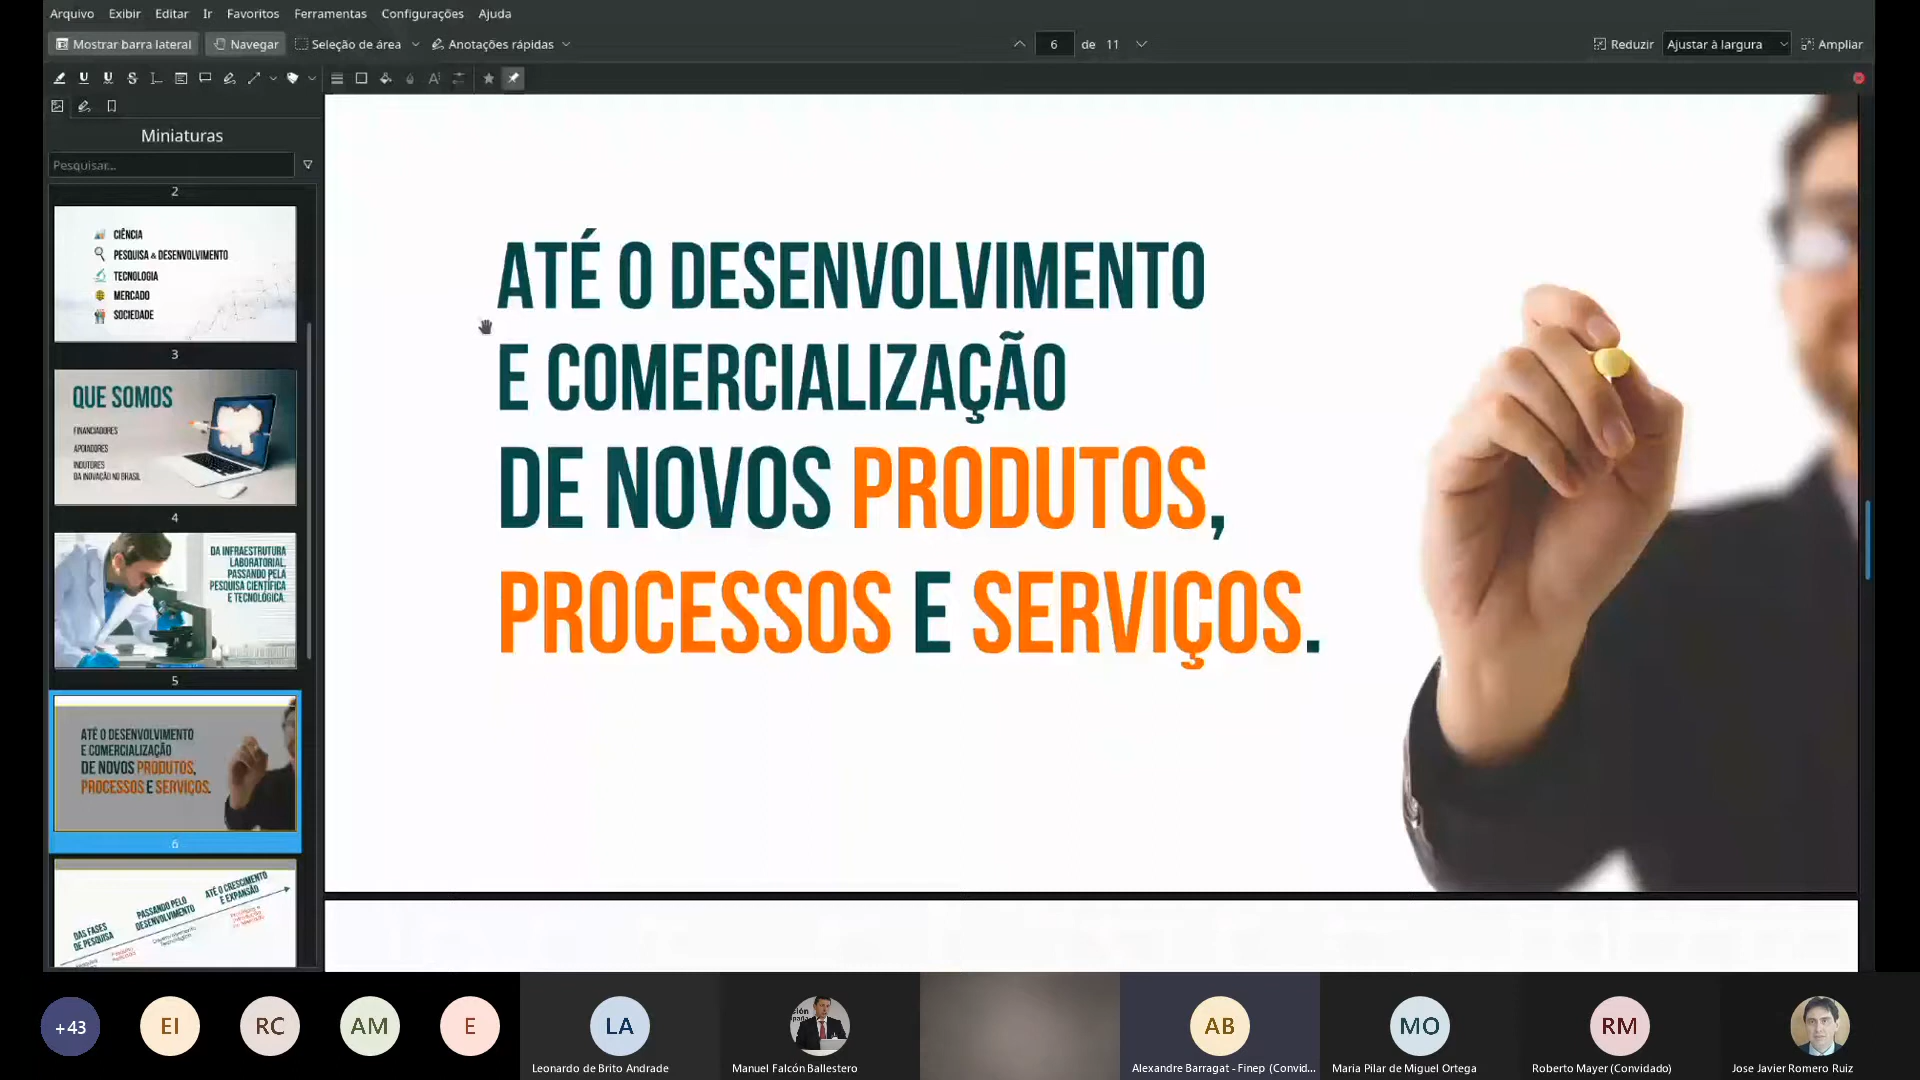 Arquivo Exibir Editar Ir Favoritos Ferramentas Configurações Ajuda
Mostrar barra lateral Navegar Seleção de área Anotações rápidas 6 de 11 Reduzir Ajustar à largura Ampliar
Miniaturas
Pesquisar...
2
CIÊNCIA
PESQUISA & DESENVOLVIMENTO
TECNOLOGIA
MERCADO
SOCIEDADE
3
QUE SOMOS
FINANCIADORES
APOIADORES
INDUTORES
DA INOVAÇÃO NO BRASIL
4
DA INFRAESTRUTURA
LABORATORIAL,
PASSANDO PELA
PESQUISA CIENTÍFICA
E TECNOLÓGICA.
5
ATÉ O DESENVOLVIMENTO
E COMERCIALIZAÇÃO
DE NOVOS PRODUTOS,
PROCESSOS E SERVIÇOS.
6
DAS FASES
DE PESQUISA
PASSANDO PELO
DESENVOLVIMENTO
ATÉ O CRESCIMENTO
E EXPANSÃO
ATÉ O DESENVOLVIMENTO
E COMERCIALIZAÇÃO
DE NOVOS PRODUTOS,
PROCESSOS E SERVIÇOS.
+43 EI RC AM E LA AB MO RM
Leonardo de Brito Andrade
Manuel Falcón Ballestero
Alexandre Barragat - Finep (Convid...
Maria Pilar de Miguel Ortega
Roberto Mayer (Convidado)
Jose Javier Romero Ruiz